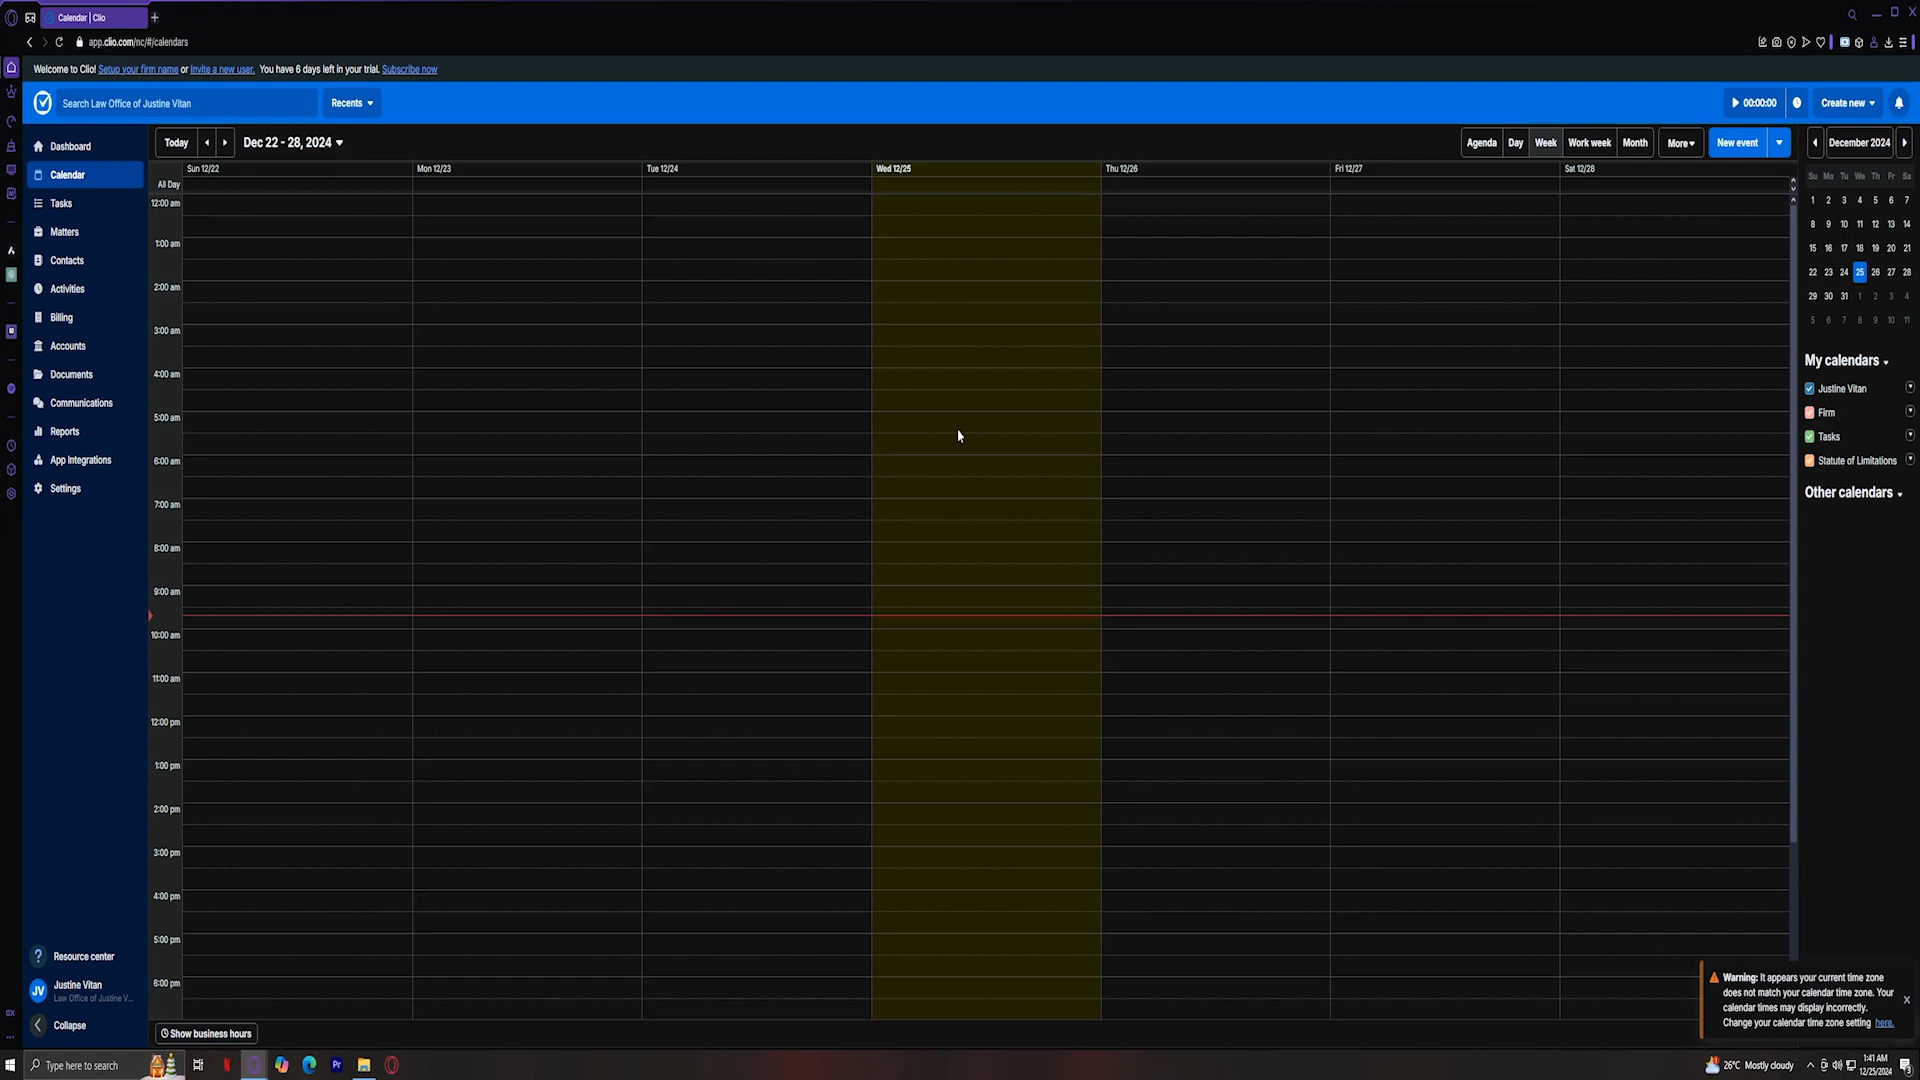 Calendar | Clio
app.clio.com/nc/#/calendars
Welcome to Clio! Setup your firm name or Invite a new user. You have 6 days left in your trial. Subscribe now
Search Law Office of Justine Vitan
Recents
00:00:00
Create new
Dashboard
Calendar
Tasks
Matters
Contacts
Activities
Billing
Accounts
Documents
Communications
Reports
App Integrations
Settings
Resource center
JV
Justine Vitan
Law Office of Justine V...
Collapse
Today
Dec 22 - 28, 2024
Agenda
Day
Week
Work week
Month
More
New event
Sun 12/22
Mon 12/23
Tue 12/24
Wed 12/25
Thu 12/26
Fri 12/27
Sat 12/28
All Day
12:00 am
1:00 am
2:00 am
3:00 am
4:00 am
5:00 am
6:00 am
7:00 am
8:00 am
9:00 am
10:00 am
11:00 am
12:00 pm
1:00 pm
2:00 pm
3:00 pm
4:00 pm
5:00 pm
6:00 pm
Show business hours
December 2024
Su Mo Tu We Th Fr Sa
1 2 3 4 5 6 7
8 9 10 11 12 13 14
15 16 17 18 19 20 21
22 23 24 25 26 27 28
29 30 31 1 2 3 4
5 6 7 8 9 10 11
My calendars
Justine Vitan
Firm
Tasks
Statute of Limitations
Other calendars
Warning: It appears your current time zone
does not match your calendar time zone. Your
calendar times may display incorrectly.
Change your calendar time zone setting here.
Type here to search
Pr
26°C Mostly cloudy
1:41 AM
12/25/2024